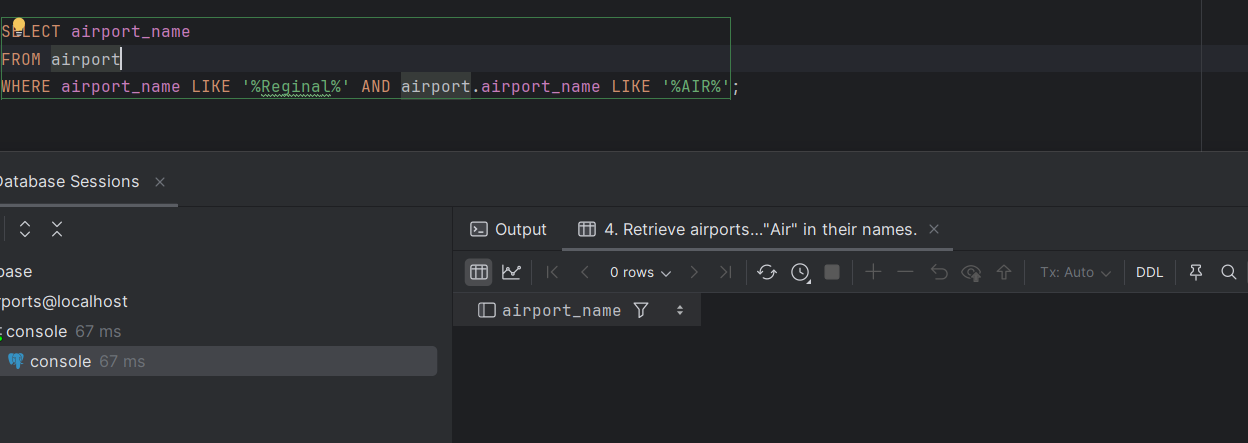 SELECT airport_name
FROM airport
WHERE airport_name LIKE '%Reginal%' AND airport.airport_name LIKE '%AIR%';
Database Sessions
Output
4. Retrieve airports..."Air" in their names.
0 rows
Tx: Auto
DDL
base
rports@localhost
console 67 ms
console 67 ms
airport_name